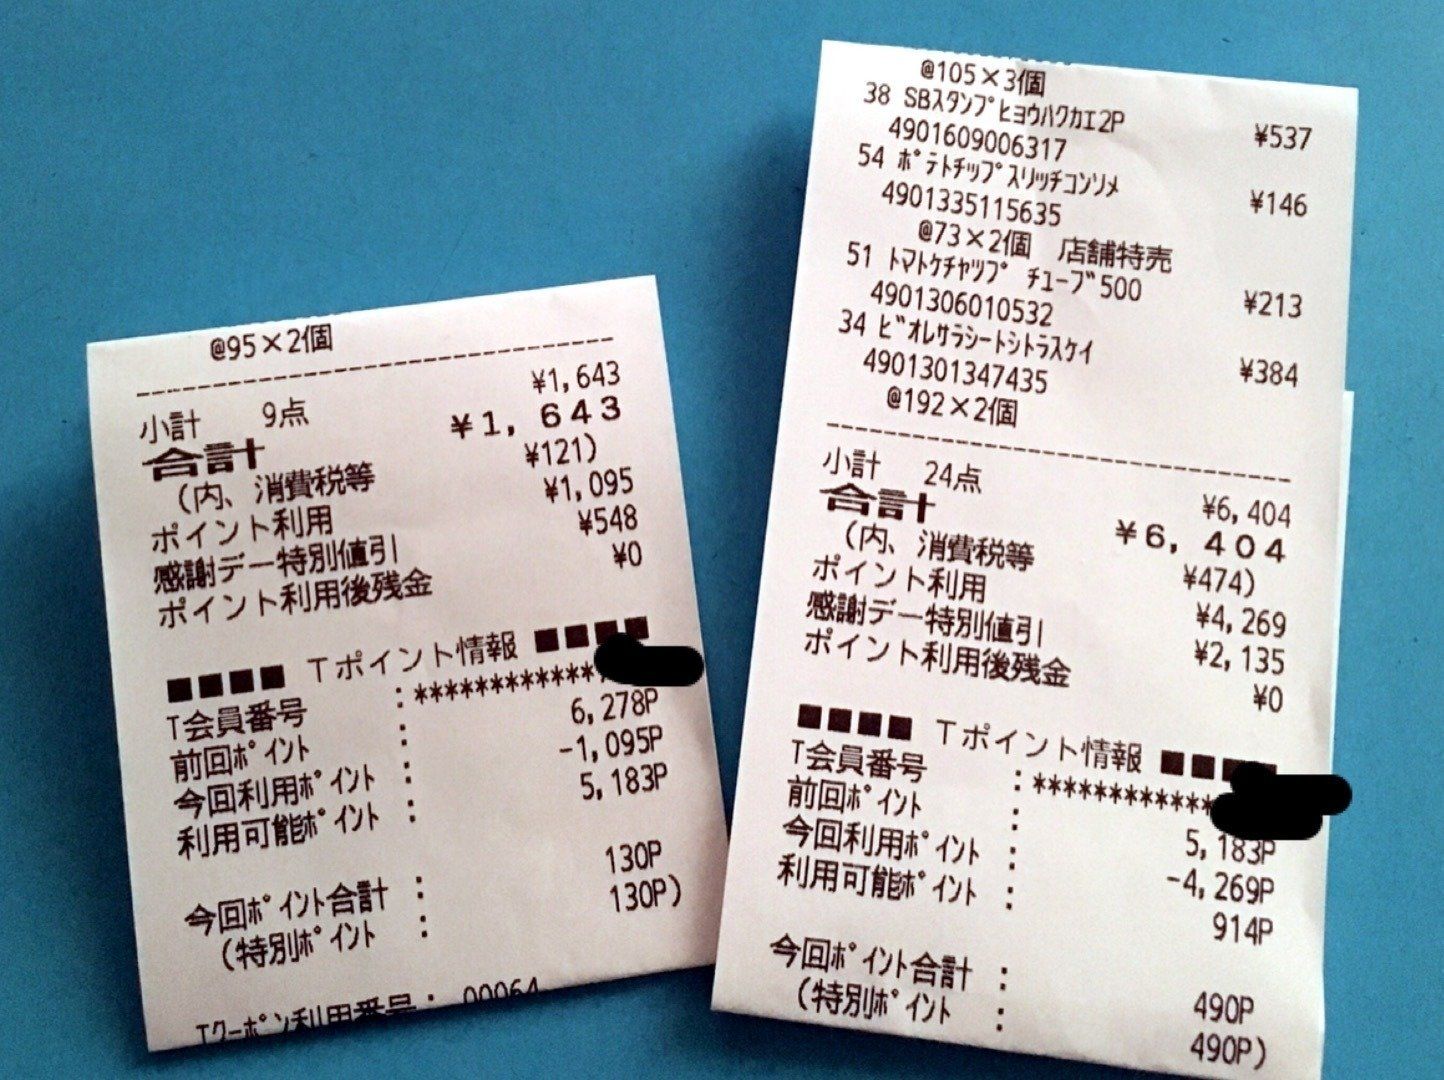 @95×2個
小計 9点 ¥1,643
合計 ¥1,643
(内、消費税等 ¥121)
ポイント利用 ¥1,095
感謝デー特別値引 ¥548
ポイント利用後残金 ¥0
■■■■ Tポイント情報 ■■■■
T会員番号 : ************
前回ポイント : 6,278P
今回利用ポイント : -1,095P
利用可能ポイント : 5,183P
今回ポイント合計 : 130P
(特別ポイント : 130P)
Tクーポン利用番号: 00064
@105×3個
38 SBスタンプヒョウハクカエ2P ¥537
4901609006317
54 ポテトチップスリッチコンソメ ¥146
4901335115635
@73×2個 店舗特売
51 トマトケチャツプ チューブ500 ¥213
4901306010532
34 ビオレサラシートシトラスケイ ¥384
4901301347435
@192×2個
小計 24点 ¥6,404
合計 ¥6,404
(内、消費税等 ¥474)
ポイント利用 ¥4,269
感謝デー特別値引 ¥2,135
ポイント利用後残金 ¥0
■■■■ Tポイント情報 ■■■■
T会員番号 : ************
前回ポイント : 5,183P
今回利用ポイント : -4,269P
利用可能ポイント : 914P
今回ポイント合計 : 490P
(特別ポイント : 490P)